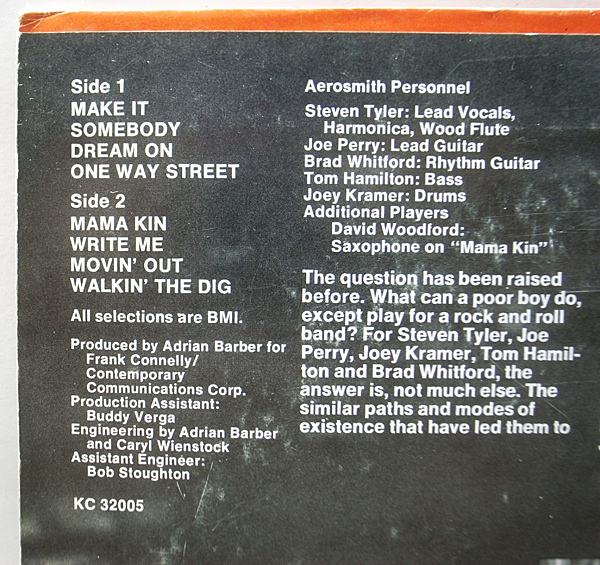 Side 1
MAKE IT
SOMEBODY
DREAM ON
ONE WAY STREET
Side 2
MAMA KIN
WRITE ME
MOVIN' OUT
WALKIN' THE DIG
All selections are BMI.
Produced by Adrian Barber for
Frank Connelly/
Contemporary
Communications Corp.
Production Assistant:
Buddy Verga
Engineering by Adrian Barber
and Caryl Wienstock
Assistant Engineer:
Bob Stoughton
KC 32005
Aerosmith Personnel
Steven Tyler: Lead Vocals,
Harmonica, Wood Flute
Joe Perry: Lead Guitar
Brad Whitford: Rhythm Guitar
Tom Hamilton: Bass
Joey Kramer: Drums
Additional Players
David Woodford:
Saxophone on "Mama Kin"
The question has been raised
before. What can a poor boy do,
except play for a rock and roll
band? For Steven Tyler, Joe
Perry, Joey Kramer, Tom Hamil-
ton and Brad Whitford, the
answer is, not much else. The
similar paths and modes of
existence that have led them to